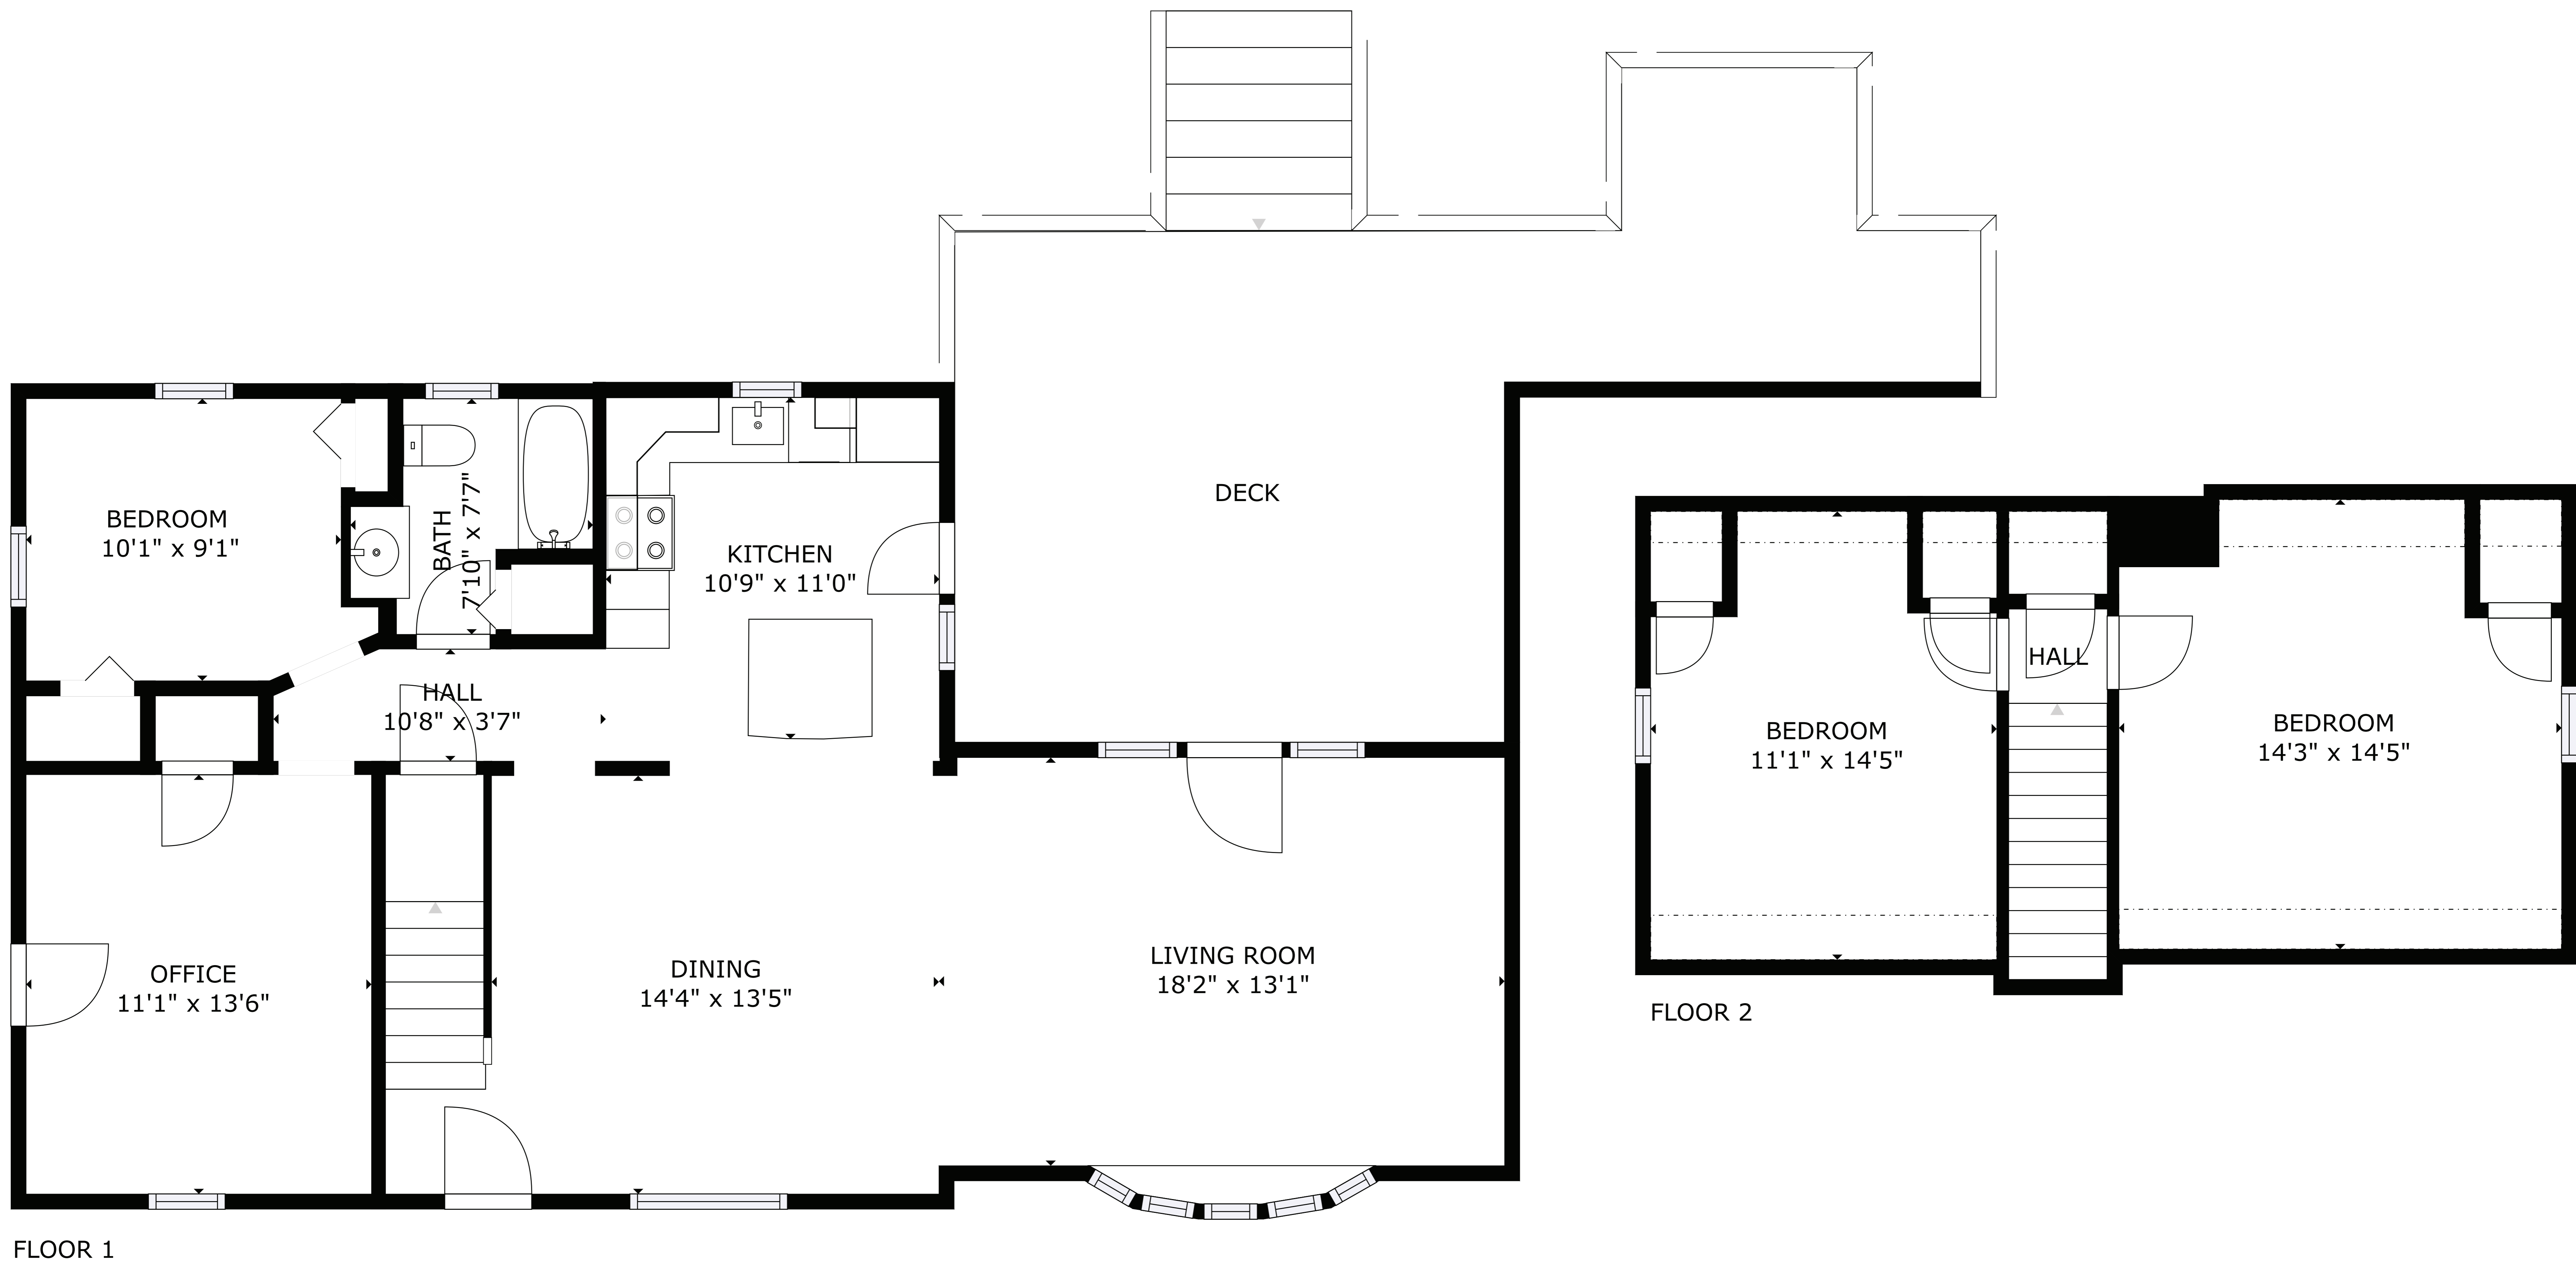 DECK
BEDROOM
10'1" x 9'1"
BATH
7'10" x 7'7"
KITCHEN
10'9" x 11'0"
HALL
10'8" x 3'7"
OFFICE
11'1" x 13'6"
DINING
14'4" x 13'5"
LIVING ROOM
18'2" x 13'1"
FLOOR 1
HALL
BEDROOM
11'1" x 14'5"
BEDROOM
14'3" x 14'5"
FLOOR 2